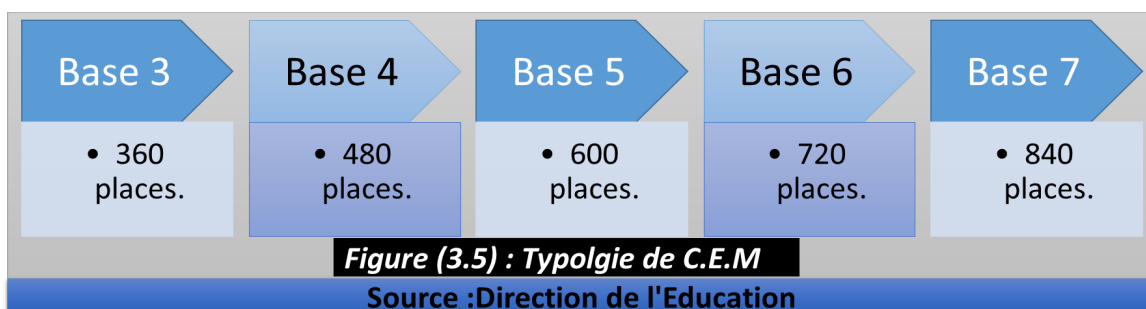 Base 3
Base 4
Base 5
Base 6
Base 7
• 360
places.
• 480
places.
• 600
places.
• 720
places.
• 840
places.
Figure (3.5) : Typolgie de C.E.M
Source :Direction de l'Education